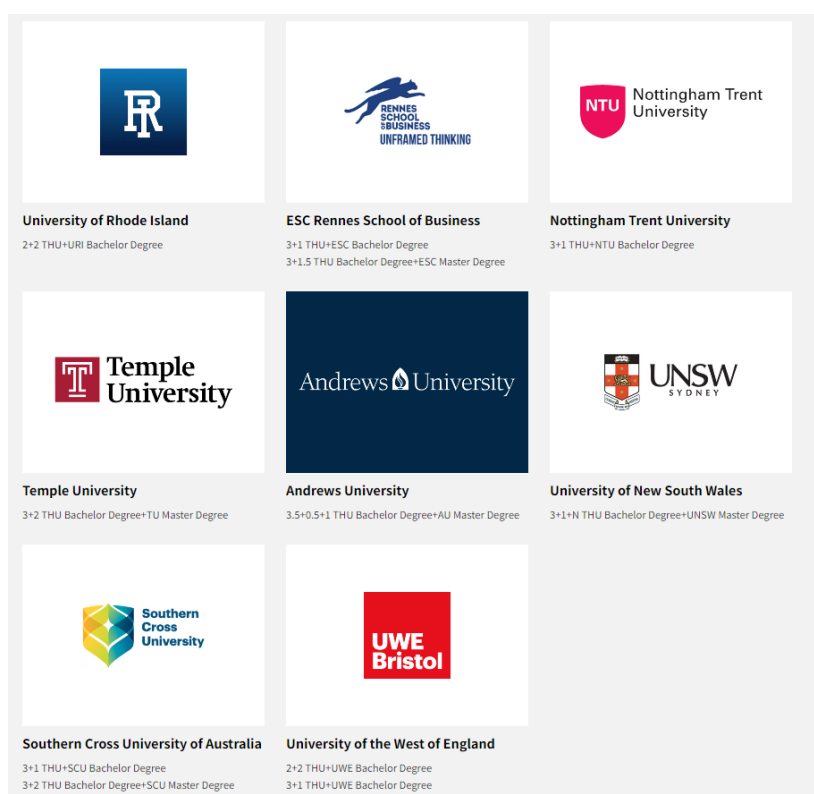 RI
RENNES
SCHOOL
OF BUSINESS
UNFRAMED THINKING
NTU
Nottingham Trent
University
University of Rhode Island
2+2 THU+URI Bachelor Degree
ESC Rennes School of Business
3+1 THU+ESC Bachelor Degree
3+1.5 THU Bachelor Degree+ESC Master Degree
Nottingham Trent University
3+1 THU+NTU Bachelor Degree
T
Temple
University
Andrews University
UNSW
SYDNEY
Temple University
3+2 THU Bachelor Degree+TU Master Degree
Andrews University
3.5+0.5+1 THU Bachelor Degree+AU Master Degree
University of New South Wales
3+1+N THU Bachelor Degree+UNSW Master Degree
Southern
Cross
University
UWE
Bristol
Southern Cross University of Australia
3+1 THU+SCU Bachelor Degree
3+2 THU Bachelor Degree+SCU Master Degree
University of the West of England
2+2 THU+UWE Bachelor Degree
3+1 THU+UWE Bachelor Degree